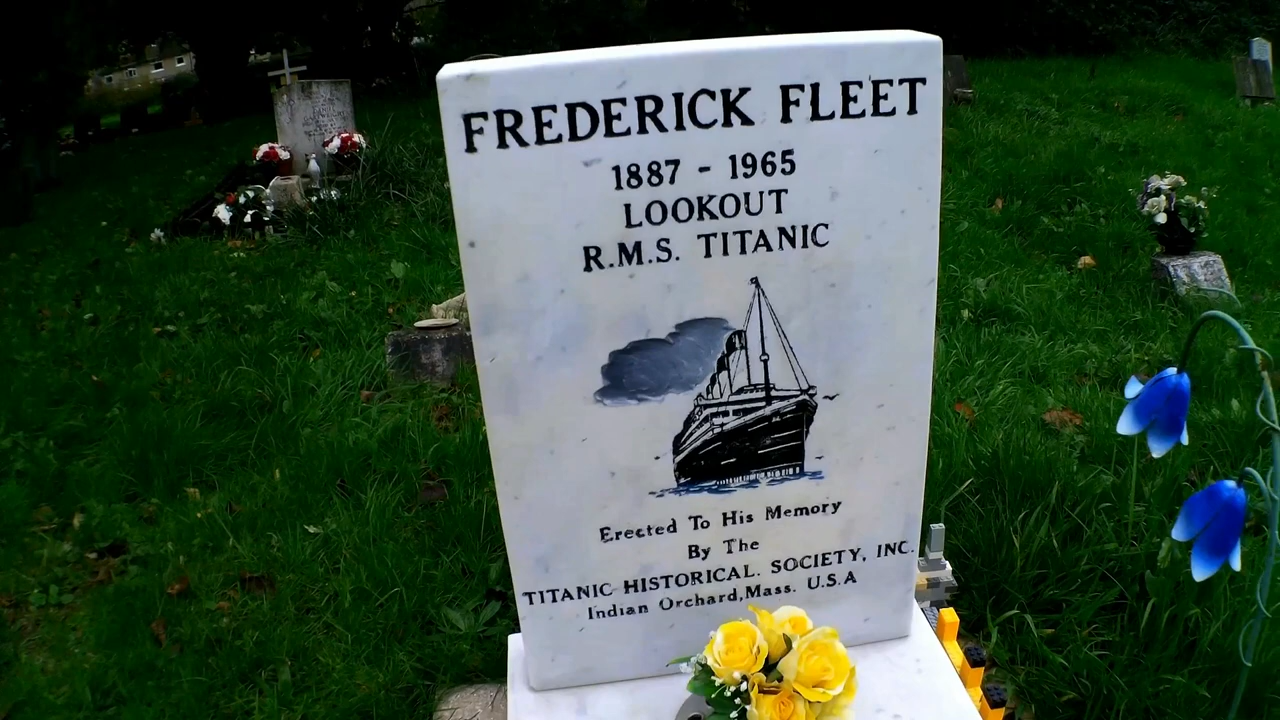 FREDERICK FLEET
1887 - 1965
LOOKOUT
R.M.S. TITANIC
Erected To His Memory
By The
TITANIC HISTORICAL. SOCIETY, INC.
Indian Orchard, Mass. U.S.A